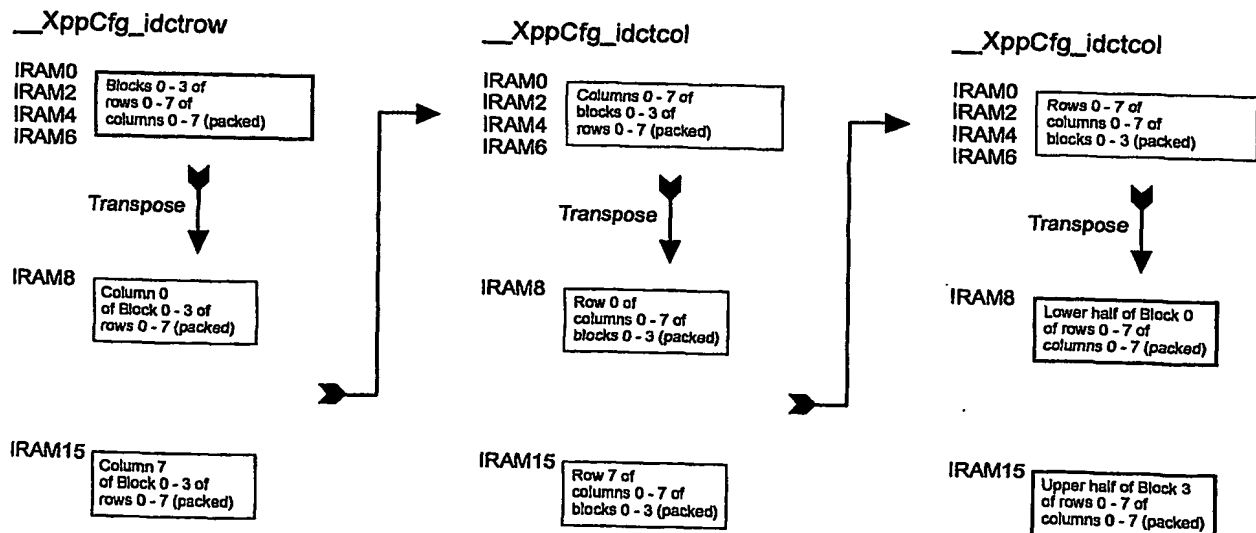 __XppCfg_idctrow
IRAM0
IRAM2
IRAM4
IRAM6
Blocks 0 - 3 of
rows 0 - 7 of
columns 0 - 7 (packed)
Transpose
IRAM8
Column 0
of Block 0 - 3 of
rows 0 - 7 (packed)
IRAM15
Column 7
of Block 0 - 3 of
rows 0 - 7 (packed)
__XppCfg_idctcol
IRAM0
IRAM2
IRAM4
IRAM6
Columns 0 - 7 of
blocks 0 - 3 of
rows 0 - 7 (packed)
Transpose
IRAM8
Row 0 of
columns 0 - 7 of
blocks 0 - 3 (packed)
IRAM15
Row 7 of
columns 0 - 7 of
blocks 0 - 3 (packed)
__XppCfg_idctcol
IRAM0
IRAM2
IRAM4
IRAM6
Rows 0 - 7 of
columns 0 - 7 of
blocks 0 - 3 (packed)
Transpose
IRAM8
Lower half of Block 0
of rows 0 - 7 of
columns 0 - 7 (packed)
IRAM15
Upper half of Block 3
of rows 0 - 7 of
columns 0 - 7 (packed)